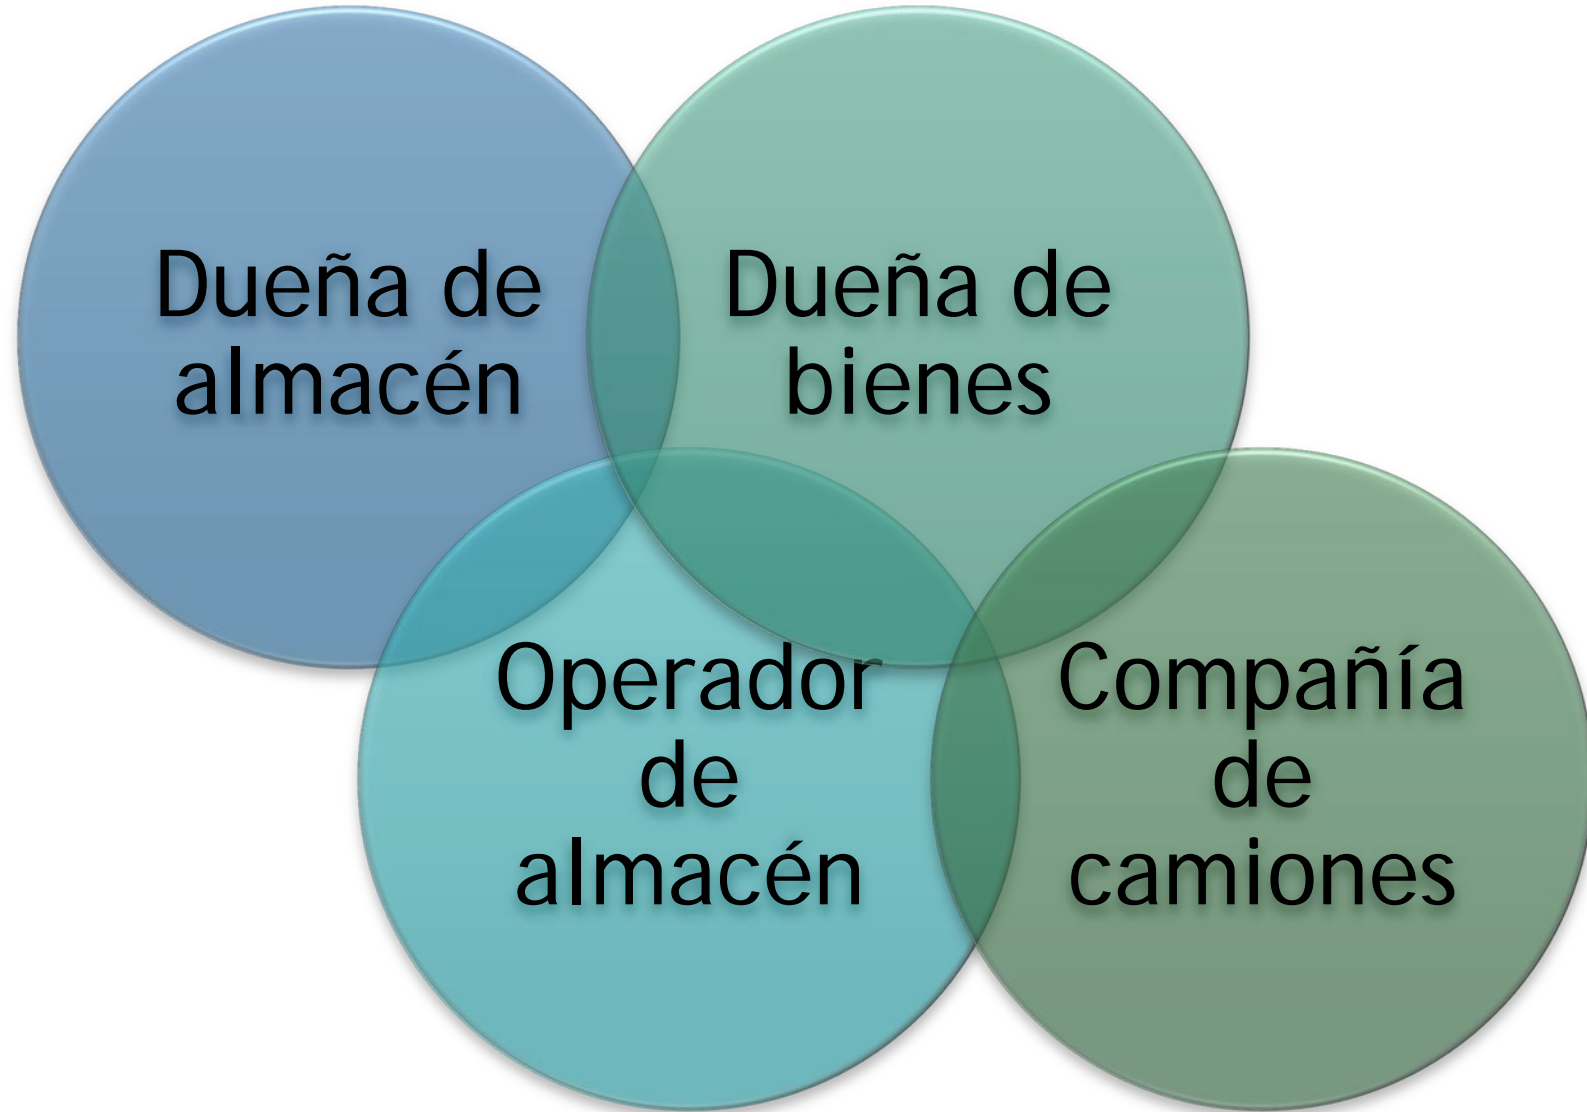 Dueña de
almacén
Dueña de
bienes
Operador
de
almacén
Compañía
de
camiones